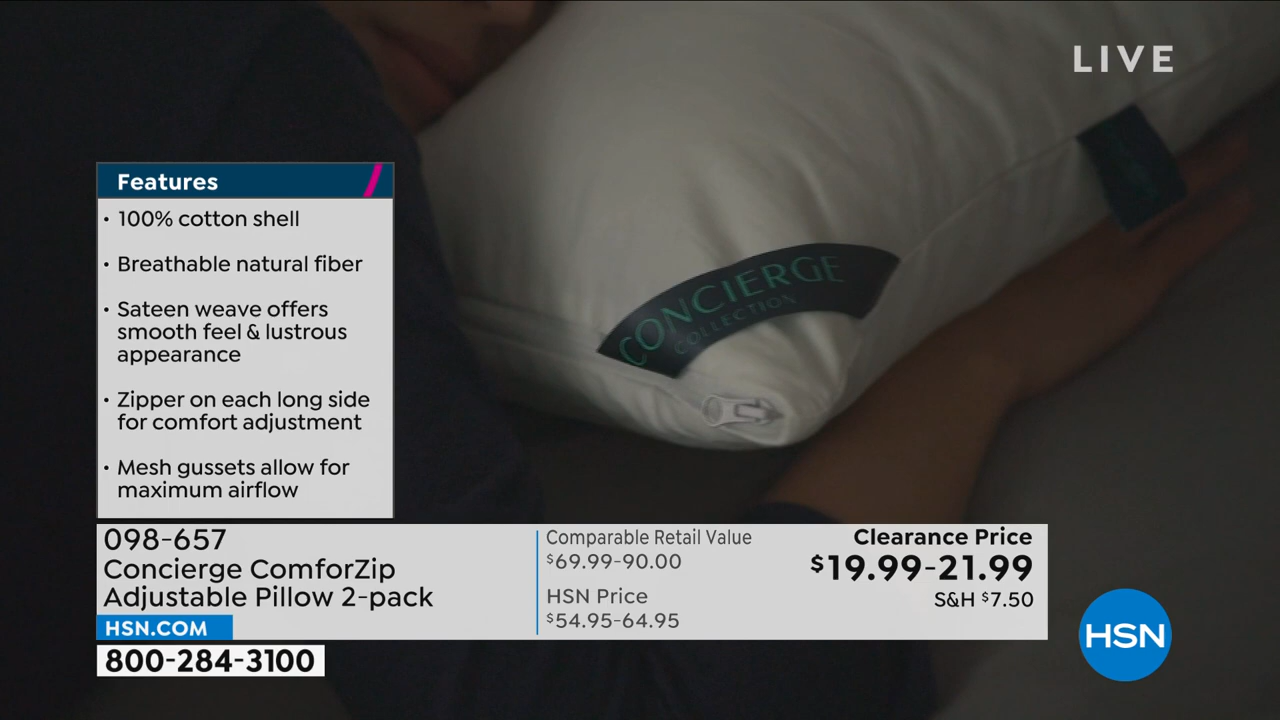 LIVE
Features
• 100% cotton shell
• Breathable natural fiber
• Sateen weave offers
smooth feel & lustrous
appearance
• Zipper on each long side
for comfort adjustment
• Mesh gussets allow for
maximum airflow
CONCIERGE
COLLECTION
098-657
Concierge ComforZip
Adjustable Pillow 2-pack
HSN.COM
800-284-3100
Comparable Retail Value
$69.99-90.00
HSN Price
$54.95-64.95
Clearance Price
$19.99-21.99
S&H $7.50
HSN